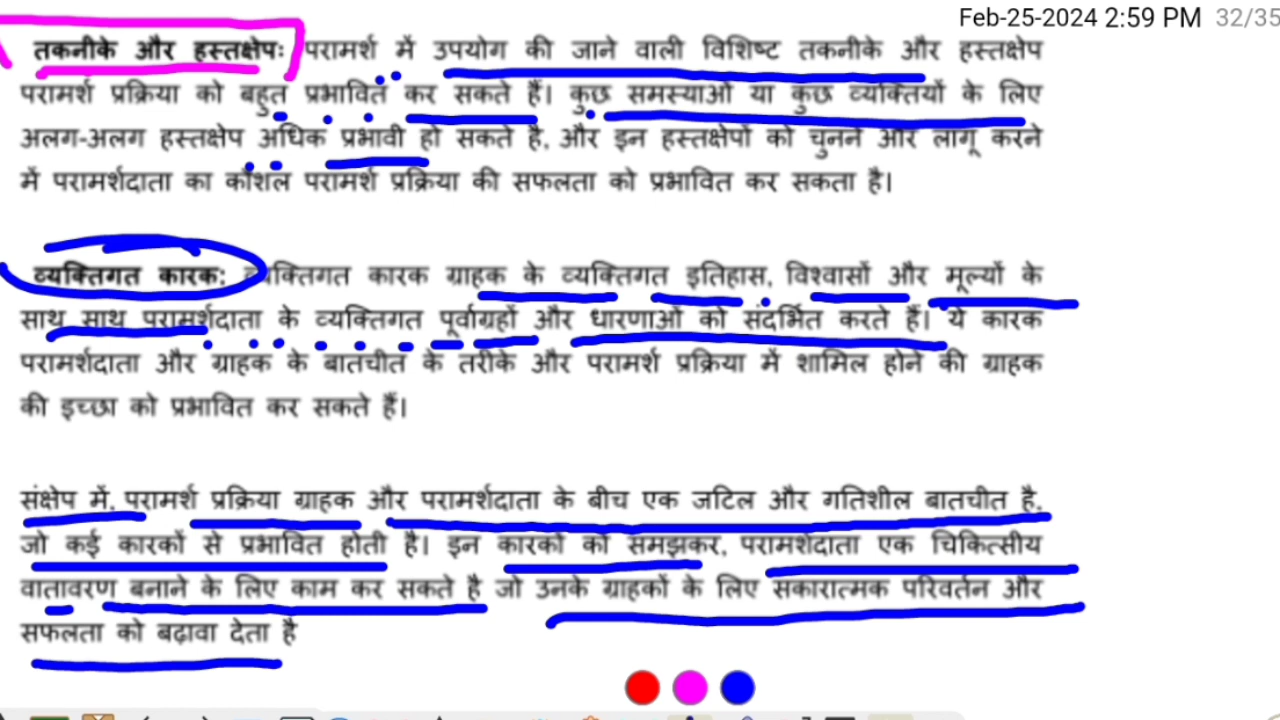 Feb-25-2024 2:59 PM 32/35
तकनीके और हस्तक्षेप: परामर्श में उपयोग की जाने वाली विशिष्ट तकनीके और हस्तक्षेप
परामर्श प्रक्रिया को बहुत प्रभावित कर सकते हैं। कुछ समस्याओं या कुछ व्यक्तियों के लिए
अलग-अलग हस्तक्षेप अधिक प्रभावी हो सकते है, और इन हस्तक्षेपों को चुनने और लागू करने
में परामर्शदाता का कौशल परामर्श प्रक्रिया की सफलता को प्रभावित कर सकता है।
व्यक्तिगत कारक: व्यक्तिगत कारक ग्राहक के व्यक्तिगत इतिहास, विश्वासों और मूल्यों के
साथ साथ परामर्शदाता के व्यक्तिगत पूर्वाग्रहों और धारणाओं को संदर्भित करते हैं। ये कारक
परामर्शदाता और ग्राहक के बातचीत के तरीके और परामर्श प्रक्रिया में शामिल होने की ग्राहक
की इच्छा को प्रभावित कर सकते हैं।
संक्षेप में, परामर्श प्रक्रिया ग्राहक और परामर्शदाता के बीच एक जटिल और गतिशील बातचीत है,
जो कई कारकों से प्रभावित होती है। इन कारकों को समझकर, परामर्शदाता एक चिकित्सीय
वातावरण बनाने के लिए काम कर सकते है जो उनके ग्राहकों के लिए सकारात्मक परिवर्तन और
सफलता को बढ़ावा देता है